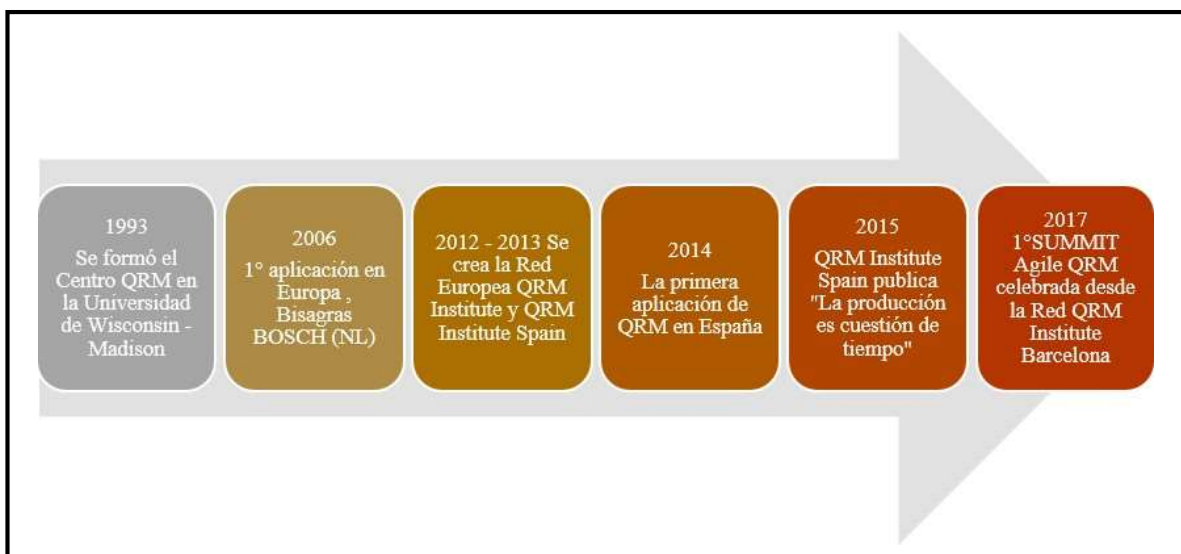 1993
Se formó el
Centro QRM en
la Universidad
de Wisconsin -
Madison
2006
1° aplicación en
Europa , 
Bisagras
BOSCH (NL)
2012 - 2013 Se
crea la Red
Europea QRM
Institute y QRM
Institute Spain
2014
La primera
aplicación de
QRM en España
2015
QRM Institute
Spain publica
"La producción
es cuestión de
tiempo"
2017
1°SUMMIT
Agile QRM
celebrada desde
la Red QRM
Institute
Barcelona